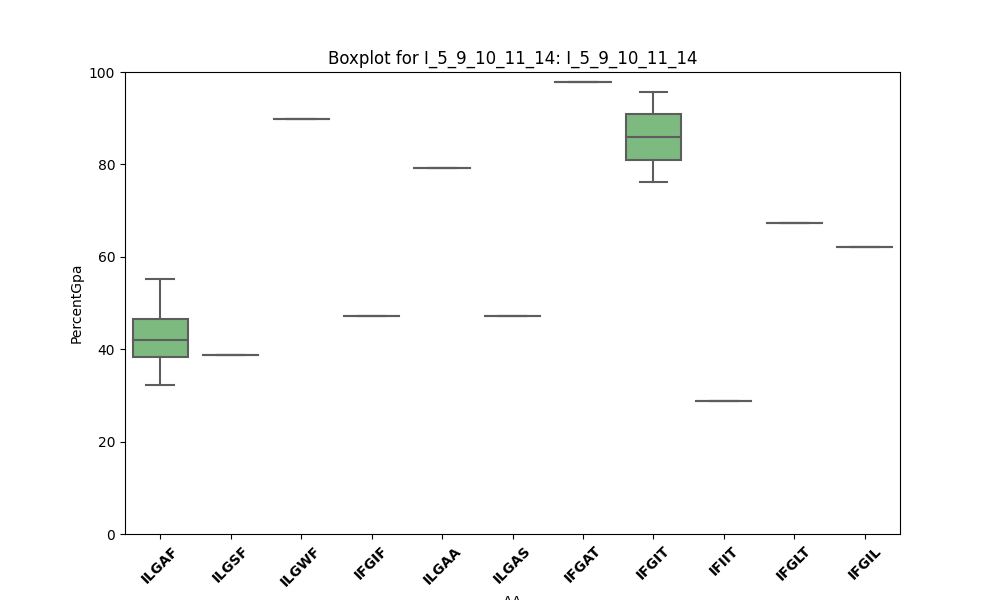 Boxplot for I_5_9_10_11_14: I_5_9_10_11_14
100
80
60
40
20
0
PercentGpa
ILGAF
ILGSF
ILGWF
IFGIF
ILGAA
ILGAS
IFGAT
IFGIT
IFIIT
IFGLT
IFGIL
AA